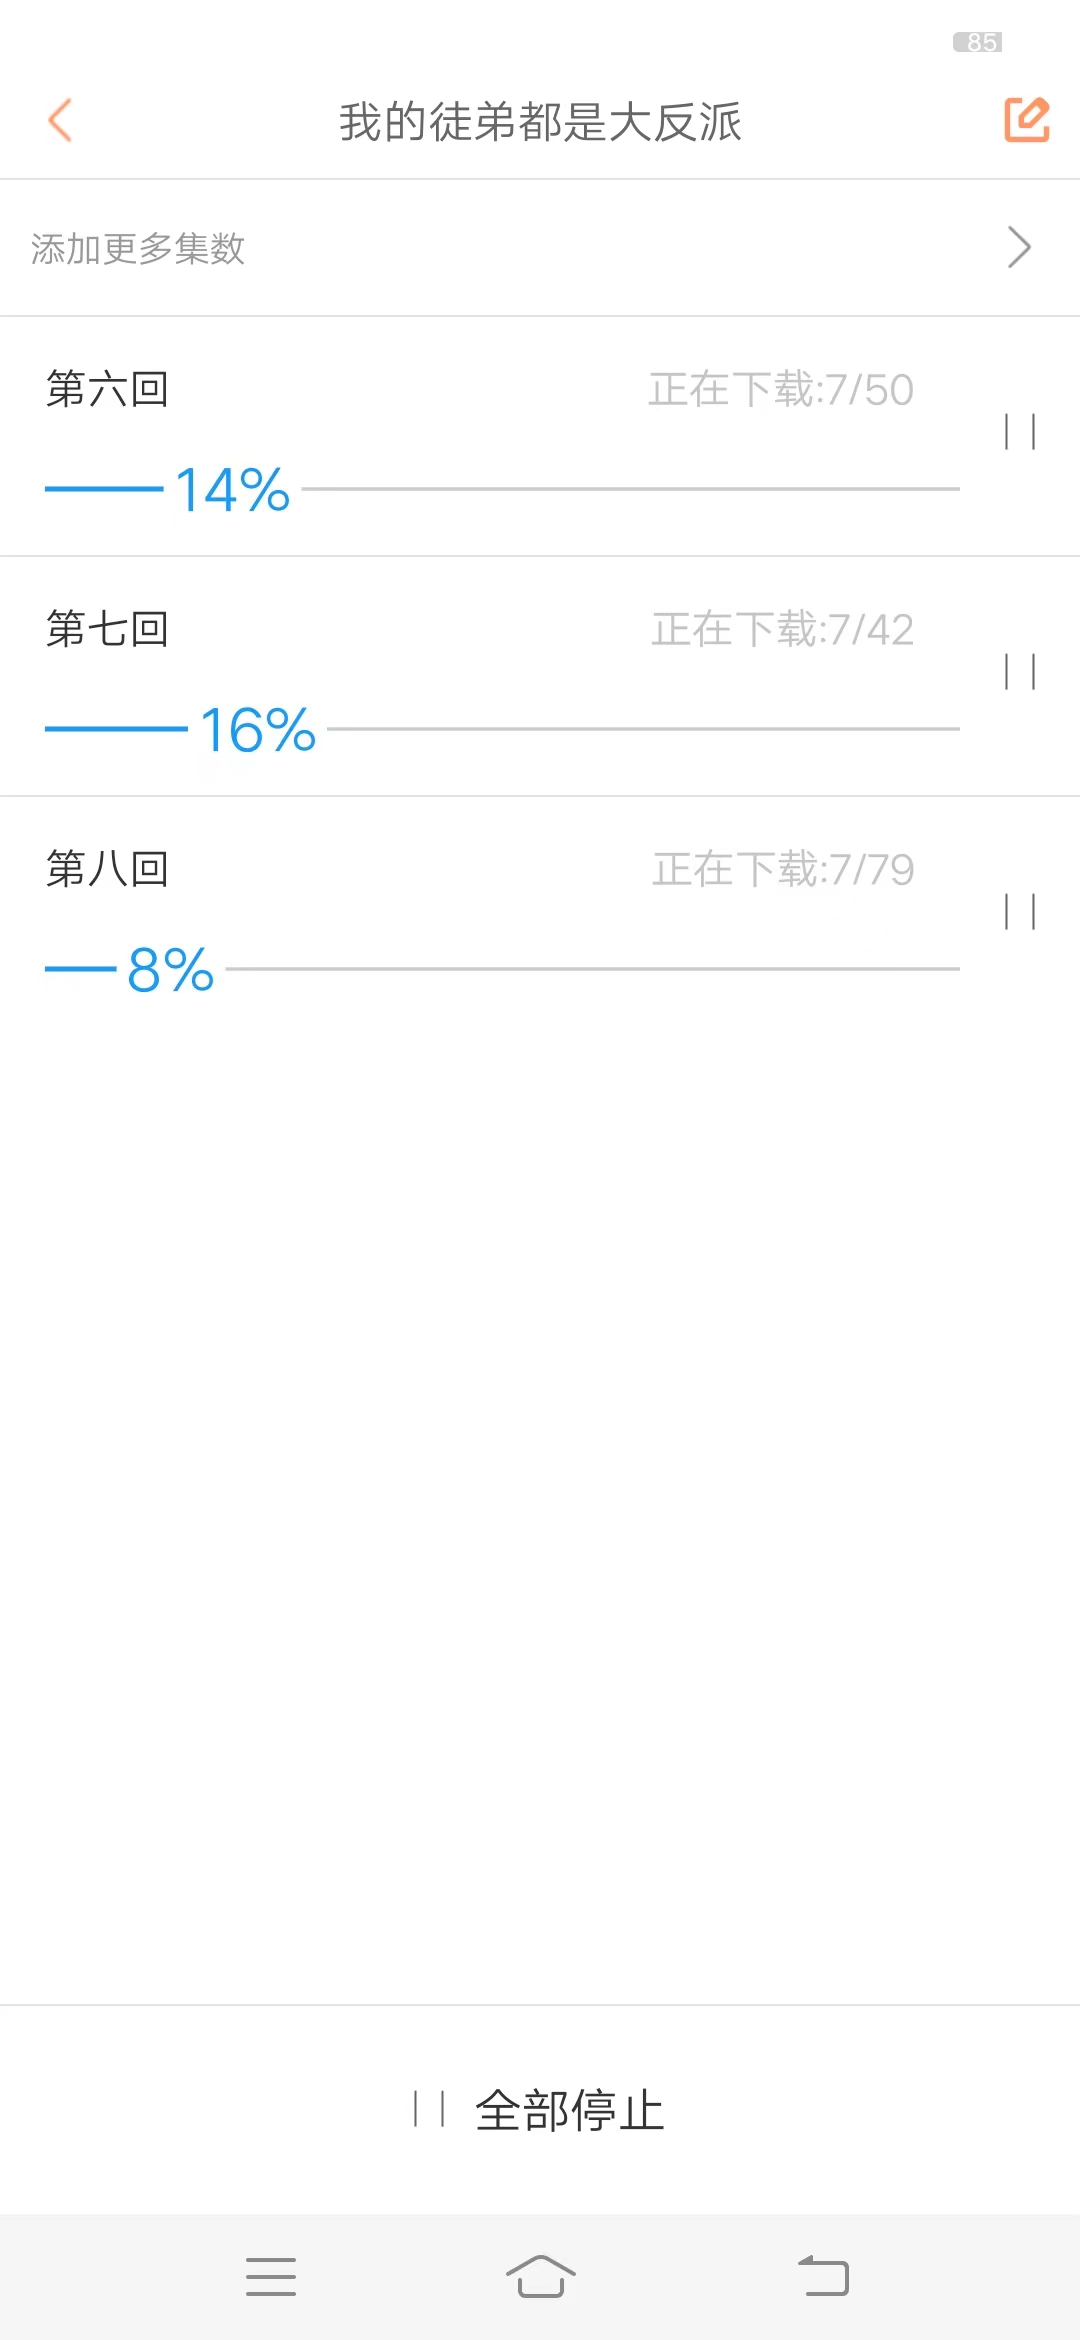 85
我的徒弟都是大反派
添加更多集数
第六回
正在下载:7/50
14%
第七回
正在下载:7/42
16%
第八回
正在下载:7/79
8%
全部停止